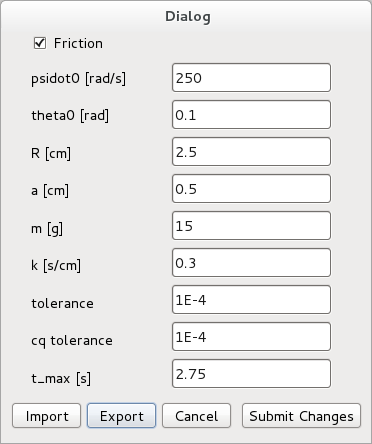 Dialog
Friction
psidot0 [rad/s] 250
theta0 [rad] 0.1
R [cm] 2.5
a [cm] 0.5
m [g] 15
k [s/cm] 0.3
tolerance 1E-4
cq tolerance 1E-4
t_max [s] 2.75
Import Export Cancel Submit Changes